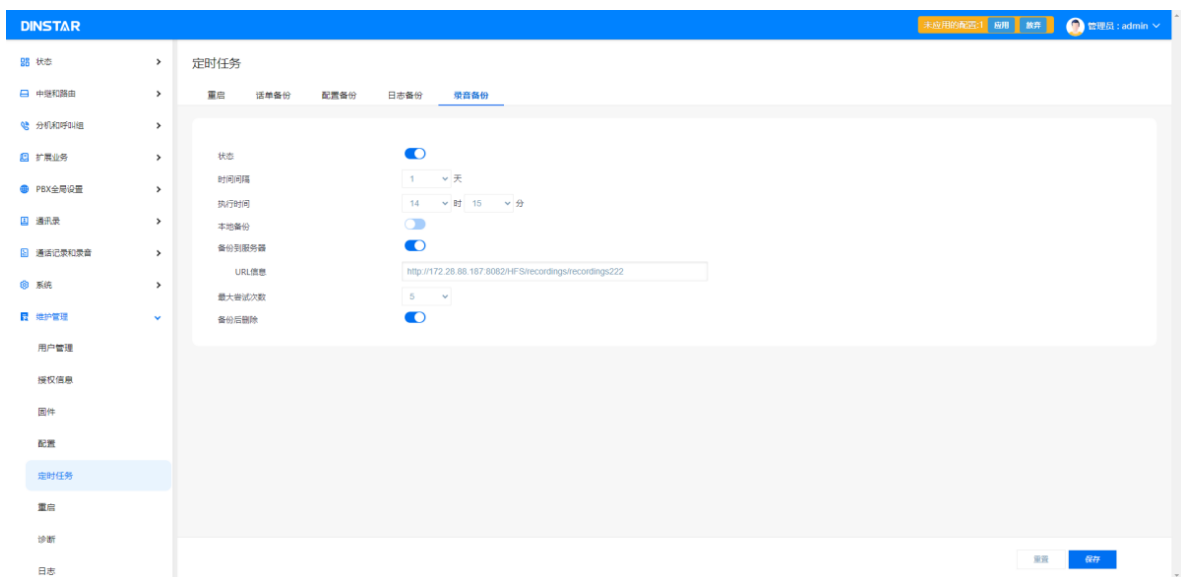 DINSTAR
未应用的配置:1 应用 放弃 管理员 : admin
状态
中继和路由
分机和呼叫组
扩展业务
PBX全局设置
通讯录
通话记录和录音
系统
维护管理
用户管理
授权信息
固件
配置
定时任务
重启
诊断
日志
定时任务
重启 话单备份 配置备份 日志备份 录音备份
状态
时间间隔 1 天
执行时间 14 时 15 分
本地备份
备份到服务器
URL信息 http://172.28.88.187:8082/HFS/recordings/recordings222
最大尝试次数 5
备份后删除
重置 保存